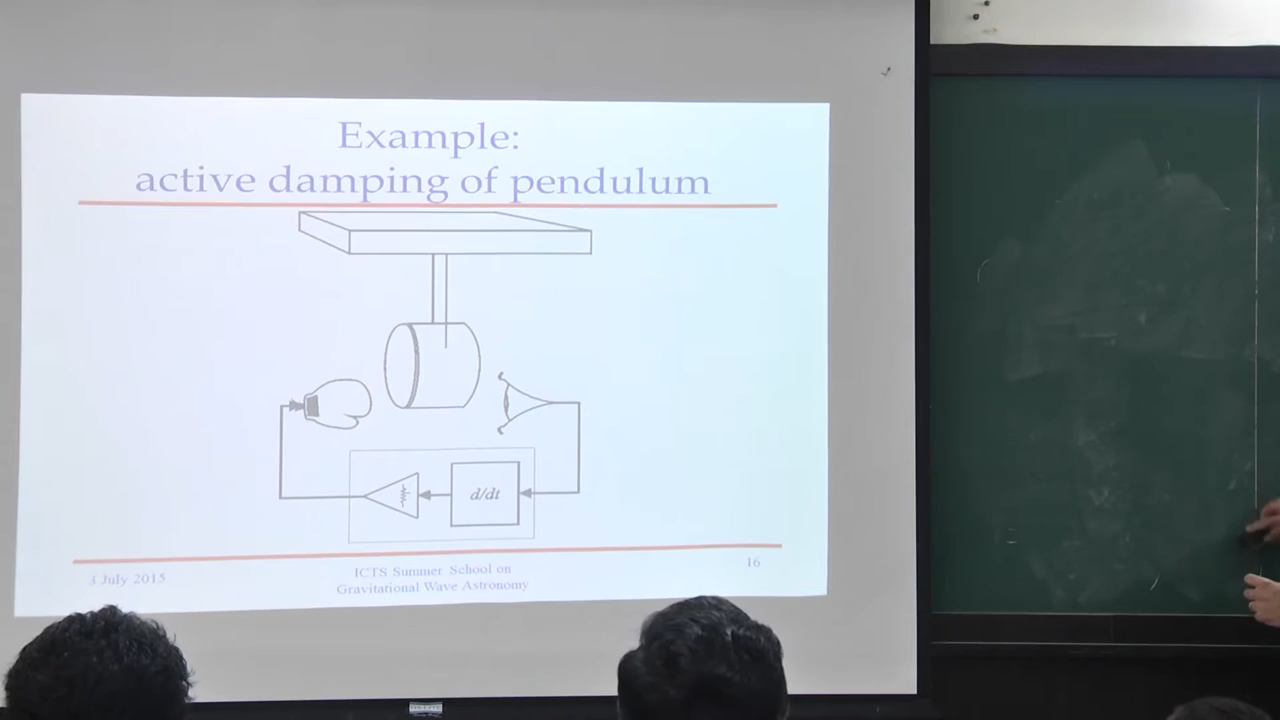 Example:
active damping of pendulum
d/dt
3 July 2015
ICTS Summer School on
Gravitational Wave Astronomy
16